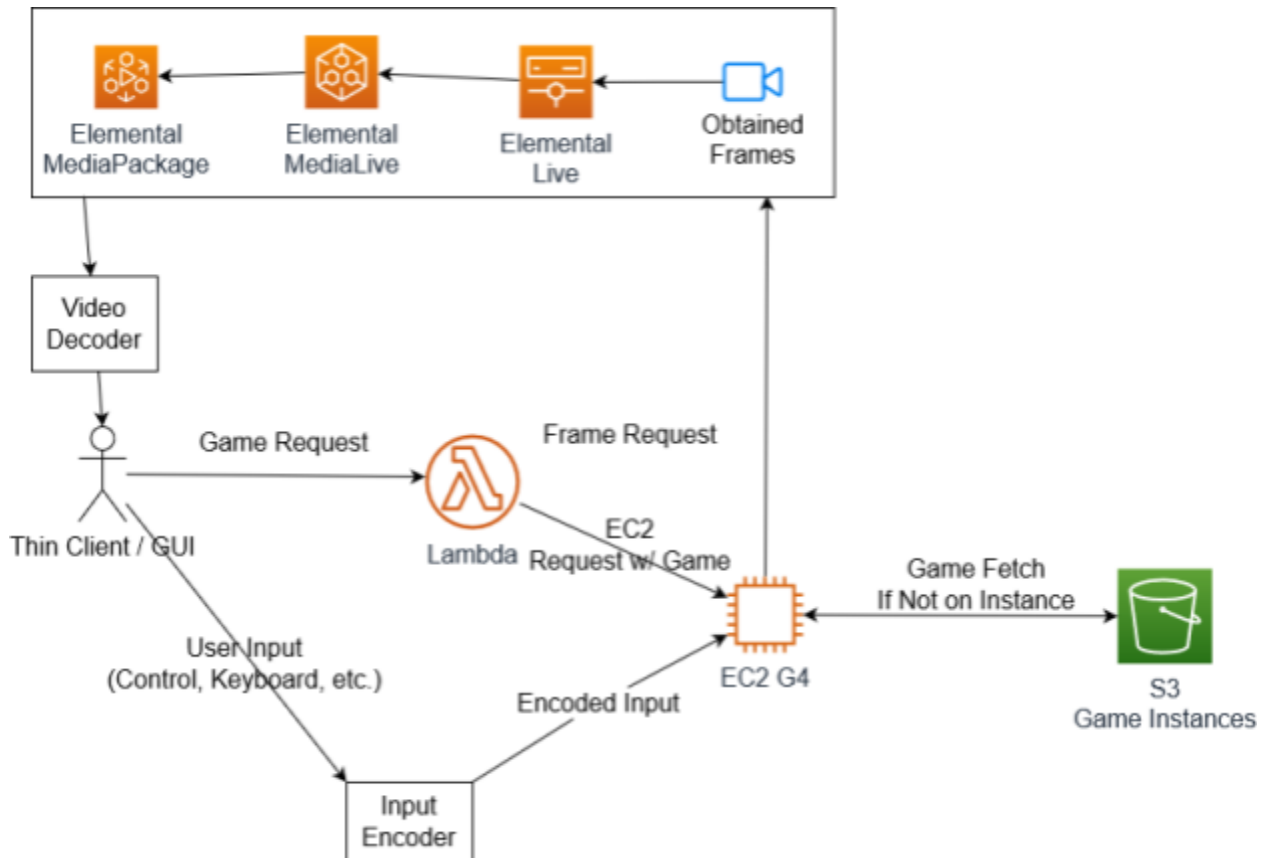 Elemental
MediaPackage
Elemental
MediaLive
Elemental
Live
Obtained
Frames
Video
Decoder
Game Request
Frame Request
Thin Client / GUI
Lambda
EC2
Request w/ Game
Game Fetch
If Not on Instance
User Input
(Control, Keyboard, etc.)
Encoded Input
EC2 G4
S3
Game Instances
Input
Encoder